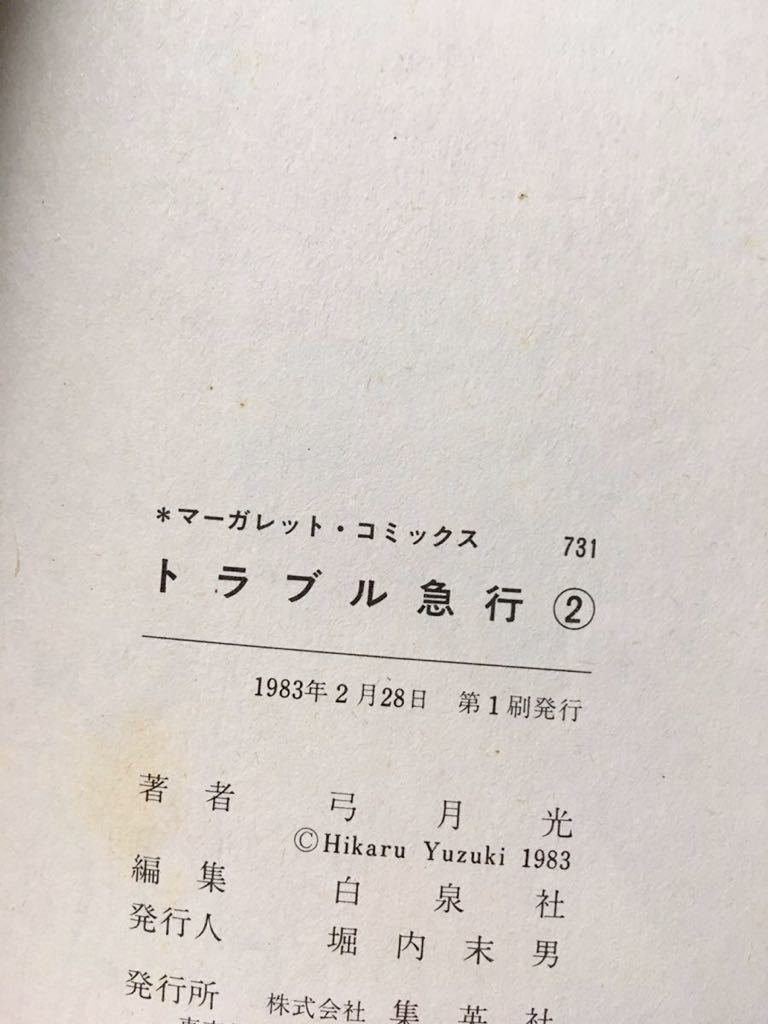 *マーガレット・コミックス 731
トラブル急行②
1983年2月28日 第1刷発行
著者 弓月光
©Hikaru Yuzuki 1983
編集 白泉社
発行人 堀内末男
発行所 株式会社 集英社